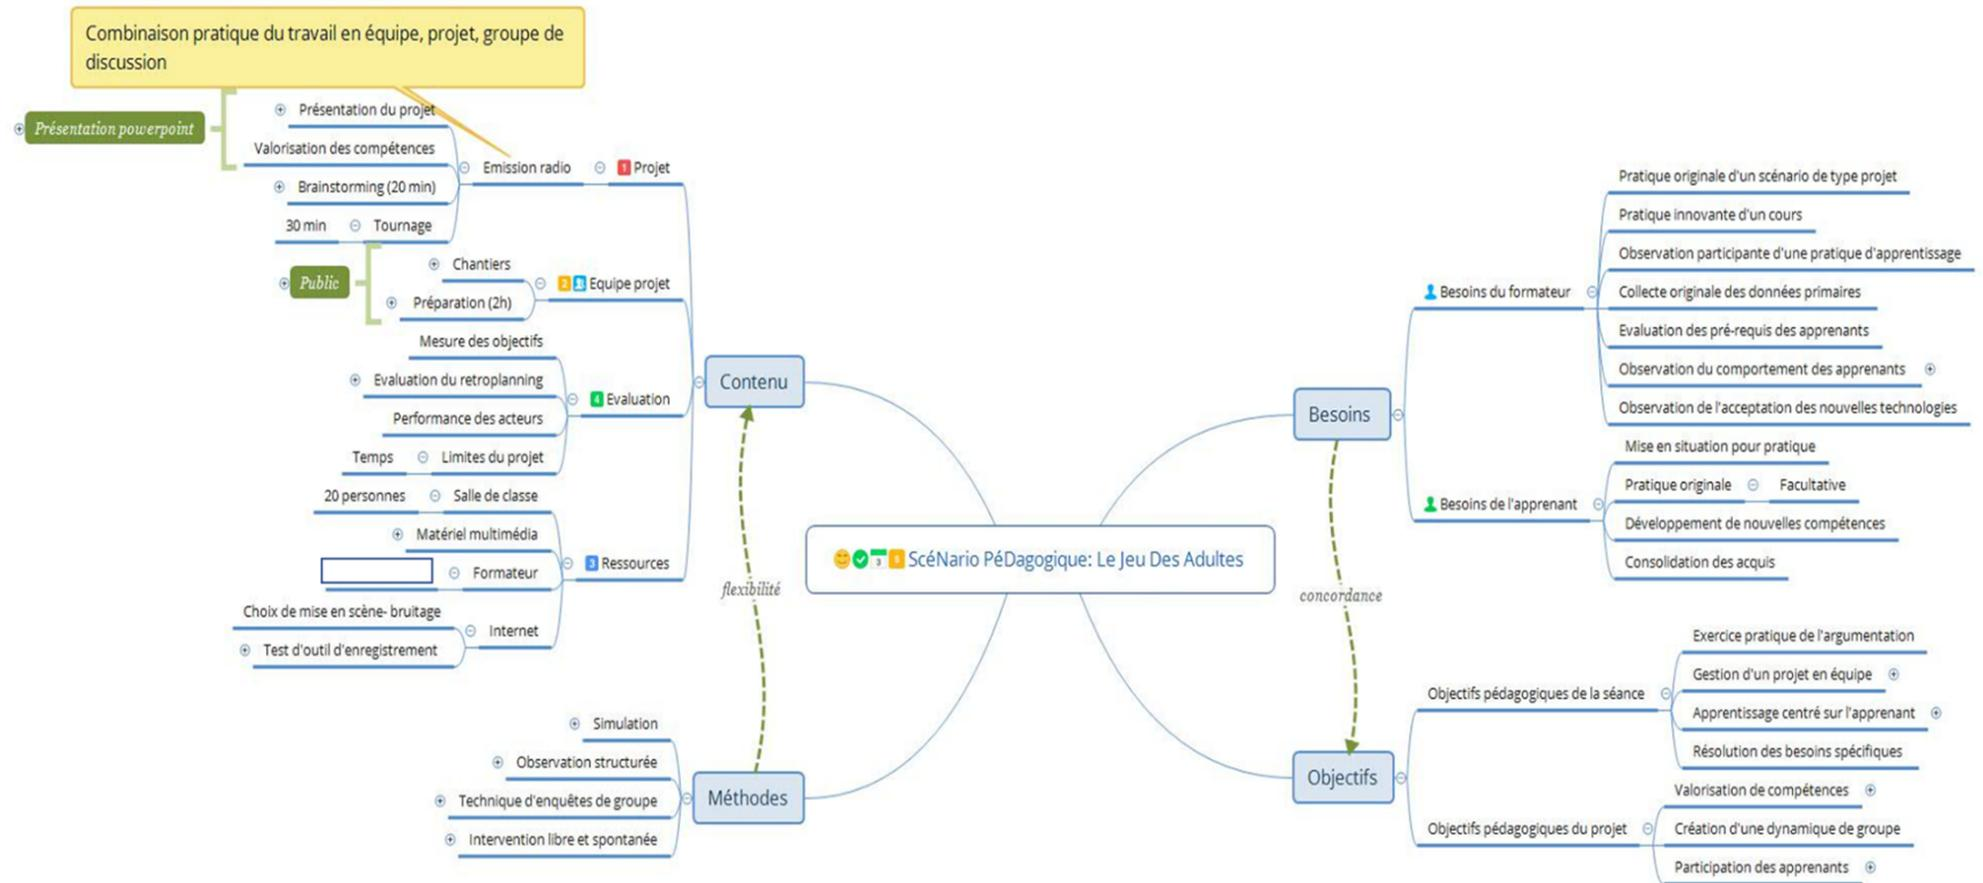 Combinaison pratique du travail en équipe, projet, groupe de
discussion
Présentation powerpoint
Présentation du projet
Valorisation des compétences
Brainstorming (20 min)
30 min
Tournage
Emission radio
1 Projet
Public
Chantiers
Préparation (2h)
2 Equipe projet
Mesure des objectifs
Evaluation du retroplanning
Performance des acteurs
Temps
Limites du projet
4 Evaluation
20 personnes
Salle de classe
Matériel multimédia
Formateur
Choix de mise en scène- bruitage
Test d'outil d'enregistrement
Internet
3 Ressources
Contenu
flexibilité
Simulation
Observation structurée
Technique d'enquêtes de groupe
Intervention libre et spontanée
Méthodes
3 5 ScéNario PéDagogique: Le Jeu Des Adultes
Besoins
Besoins du formateur
Pratique originale d'un scénario de type projet
Pratique innovante d'un cours
Observation participante d'une pratique d'apprentissage
Collecte originale des données primaires
Evaluation des pré-requis des apprenants
Observation du comportement des apprenants
Observation de l'acceptation des nouvelles technologies
Besoins de l'apprenant
Mise en situation pour pratique
Pratique originale
Facultative
Développement de nouvelles compétences
Consolidation des acquis
concordance
Objectifs
Objectifs pédagogiques de la séance
Exercice pratique de l'argumentation
Gestion d'un projet en équipe
Apprentissage centré sur l'apprenant
Résolution des besoins spécifiques
Objectifs pédagogiques du projet
Valorisation de compétences
Création d'une dynamique de groupe
Participation des apprenants